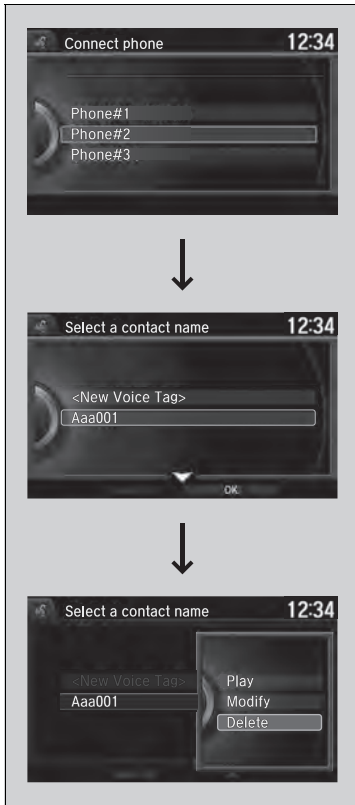 Connect phone 12:34
Phone#1
Phone#2
Phone#3
Select a contact name 12:34
<New Voice Tag>
Aaa001
OK
Select a contact name 12:34
<New Voice Tag>
Aaa001
Play
Modify
Delete